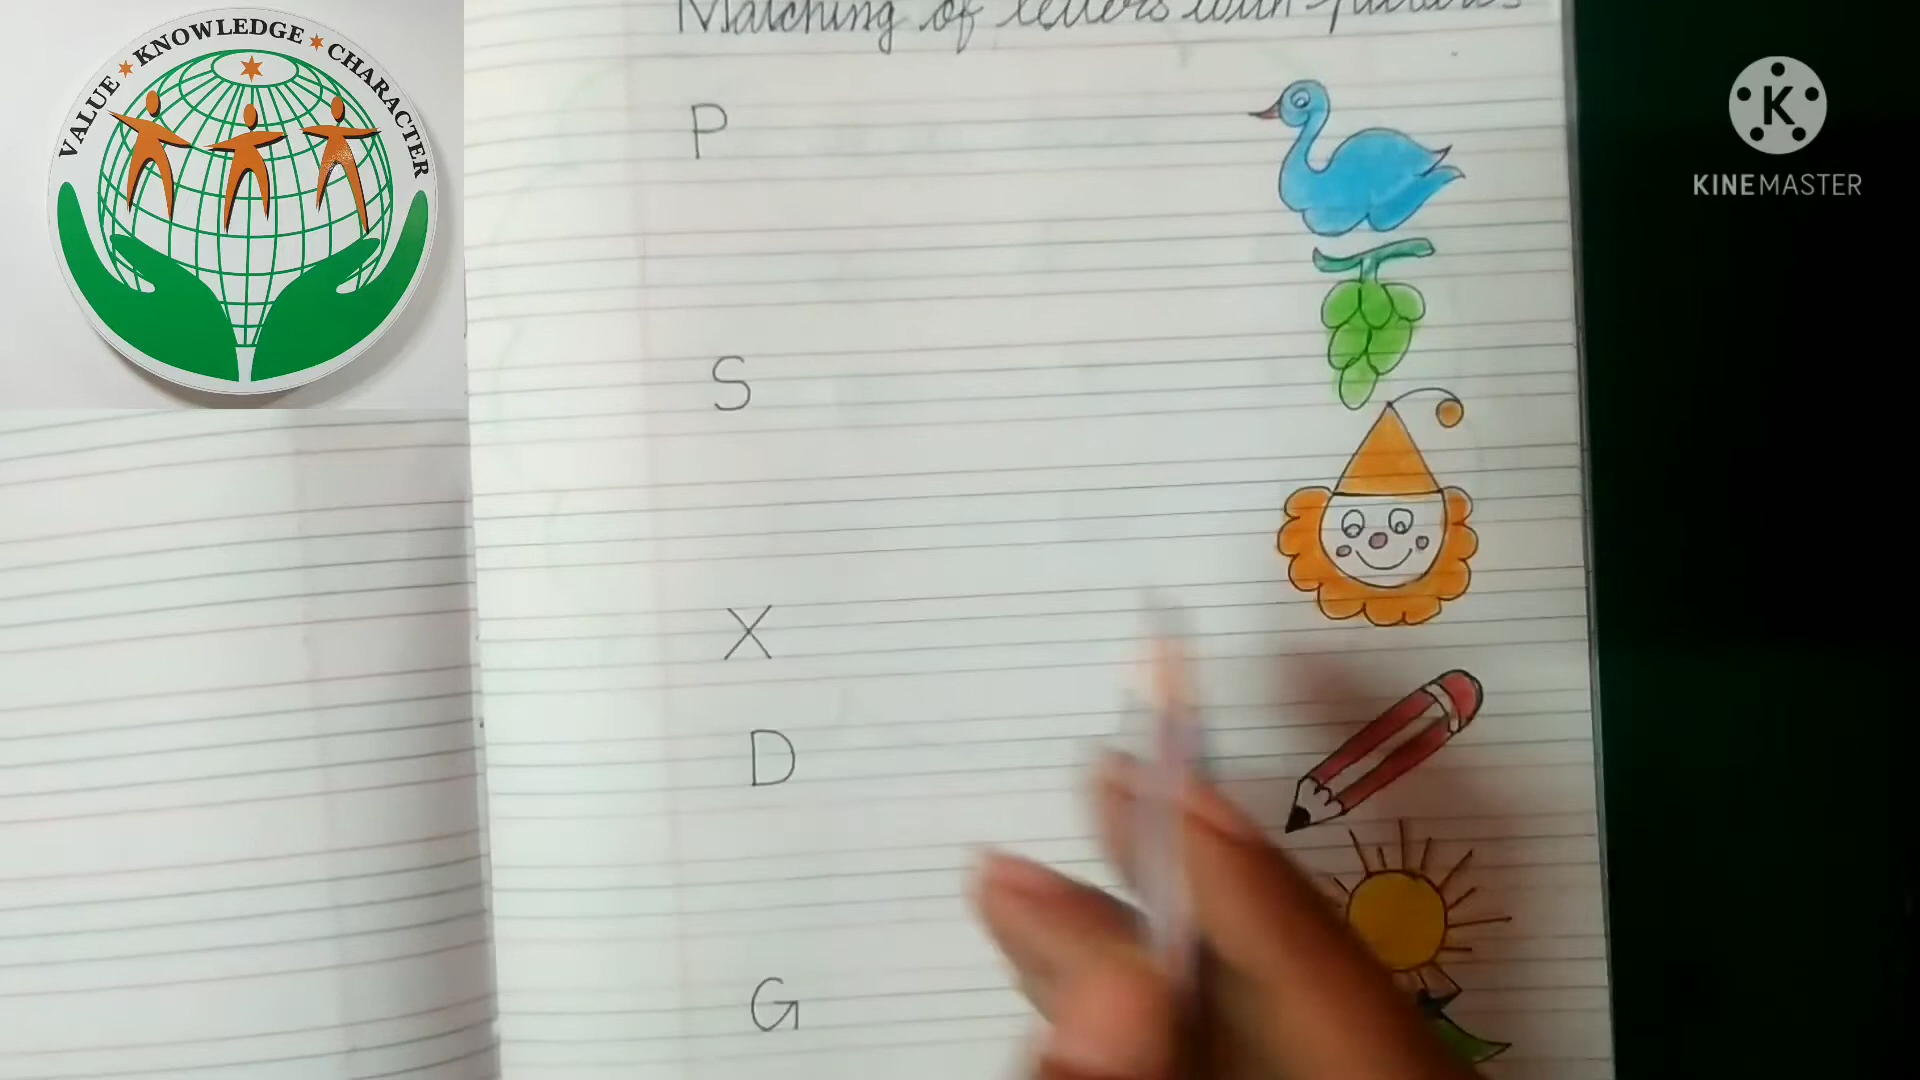 VALUE ★ KNOWLEDGE ★ CHARACTER
Matching of letters with pictures
KINEMASTER
P
S
X
D
G